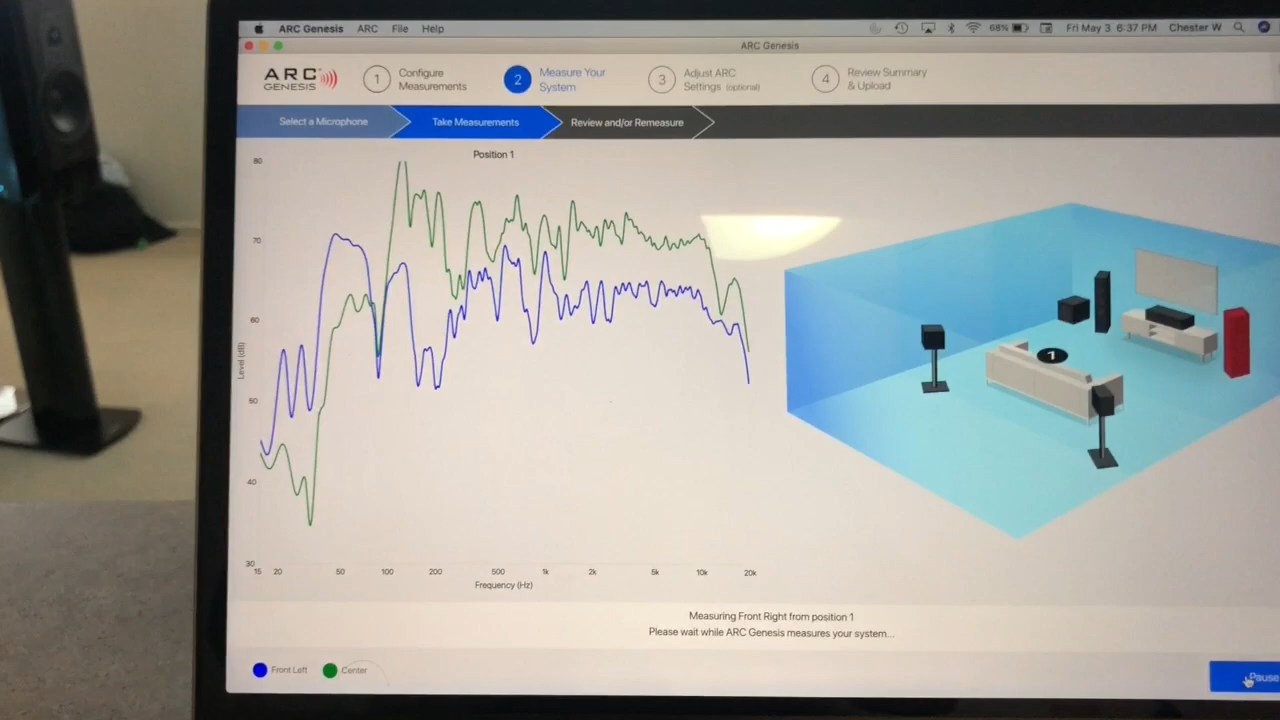 ARC Genesis ARC File Help 68% Fri May 3 6:37 PM Chester W
ARC Genesis
ARC
GENESIS
1 Configure
Measurements
2 Measure Your
System
3 Adjust ARC
Settings (optional)
4 Review Summary
& Upload
Select a Microphone Take Measurements Review and/or Remeasure
Position 1
80
70
60
50
40
30
Level (dB)
15 20 50 100 200 500 1k 2k 5k 10k 20k
Frequency (Hz)
1
Measuring Front Right from position 1
Please wait while ARC Genesis measures your system...
Front Left Center
Pause